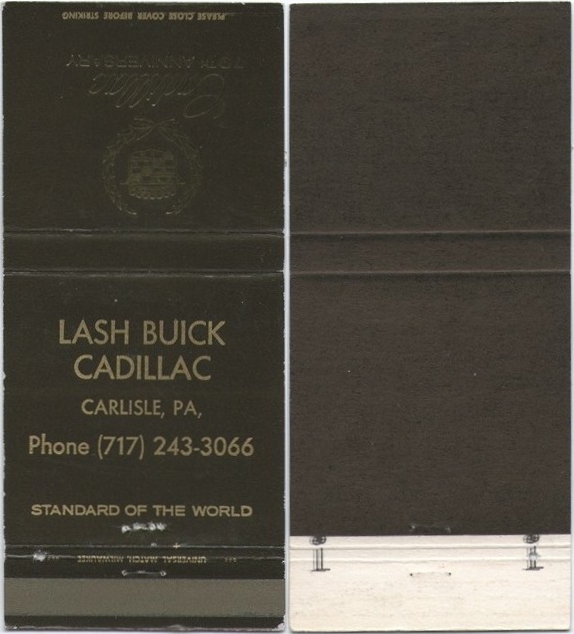 PLEASE CLOSE COVER BEFORE STRIKING
70TH ANNIVERSARY
Cadillac
LASH BUICK
CADILLAC
CARLISLE, PA,
Phone (717) 243-3066
STANDARD OF THE WORLD
UNIVERSAL MATCH, MILWAUKEE